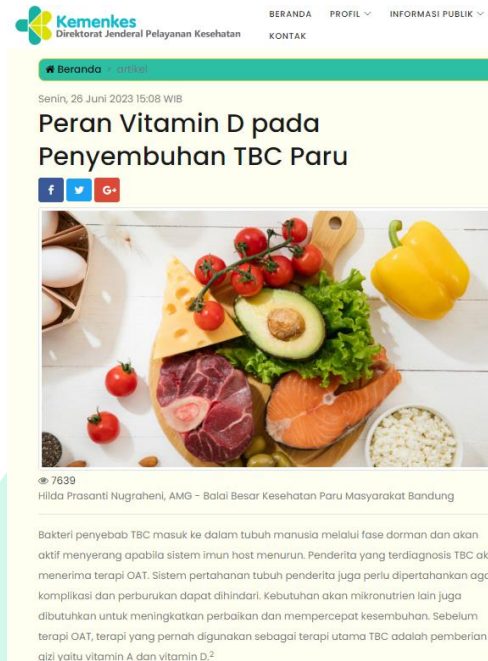 Kemenkes
Direktorat Jenderal Pelayanan Kesehatan
BERANDA PROFIL INFORMASI PUBLIK
KONTAK
Beranda > artikel
Senin, 26 Juni 2023 15:08 WIB
Peran Vitamin D pada
Penyembuhan TBC Paru
f G+
7639
Hilda Prasanti Nugraheni, AMG - Balai Besar Kesehatan Paru Masyarakat Bandung
Bakteri penyebab TBC masuk ke dalam tubuh manusia melalui fase dorman dan akan
aktif menyerang apabila sistem imun host menurun. Penderita yang terdiagnosis TBC ak
menerima terapi OAT. Sistem pertahanan tubuh penderita juga perlu dipertahankan aga
komplikasi dan perburukan dapat dihindari. Kebutuhan akan mikronutrien lain juga
dibutuhkan untuk meningkatkan perbaikan dan mempercepat kesembuhan. Sebelum
terapi OAT, terapi yang pernah digunakan sebagai terapi utama TBC adalah pemberian
gizi yaitu vitamin A dan vitamin D.²